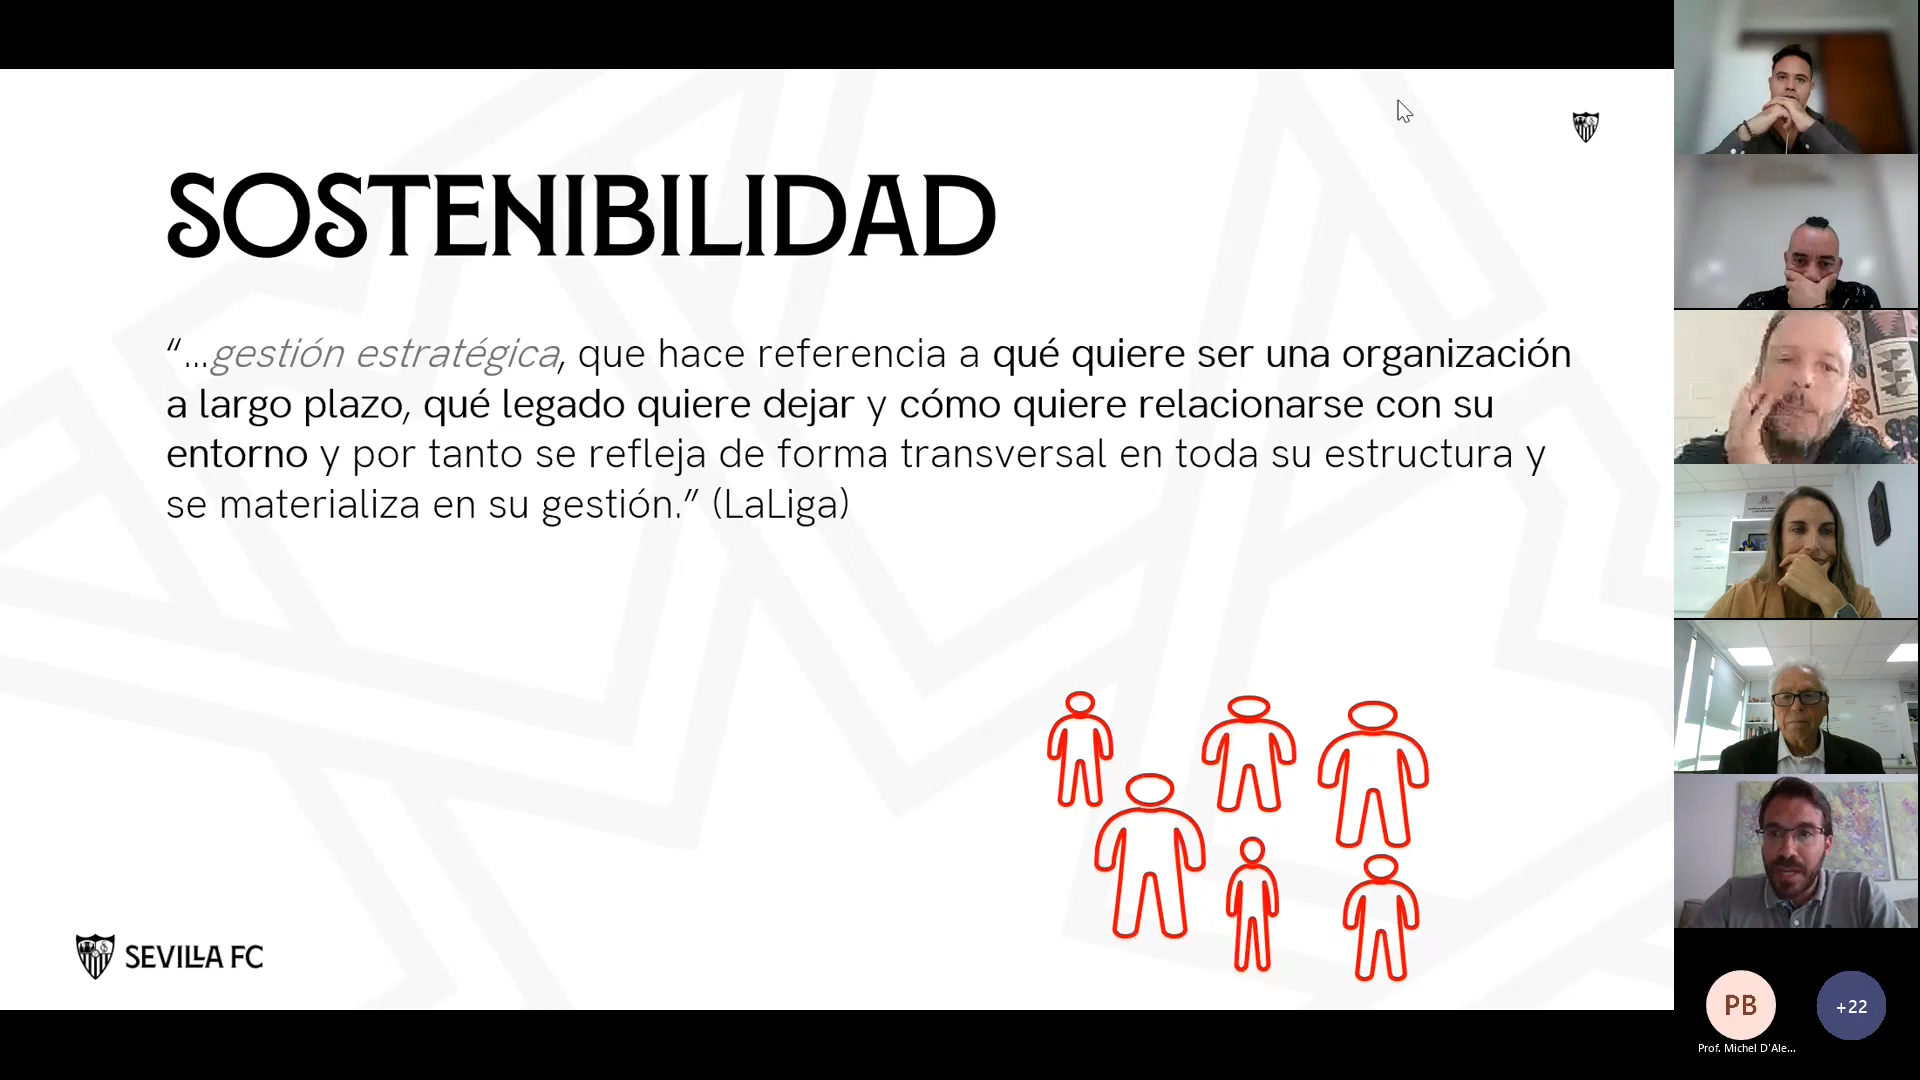 SOSTENIBILIDAD
“...gestión estratégica, que hace referencia a qué quiere ser una organización
a largo plazo, qué legado quiere dejar y cómo quiere relacionarse con su
entorno y por tanto se refleja de forma transversal en toda su estructura y
se materializa en su gestión.” (LaLiga)
SEVILLA FC
PB
+22
Prof. Michel D'Ale...